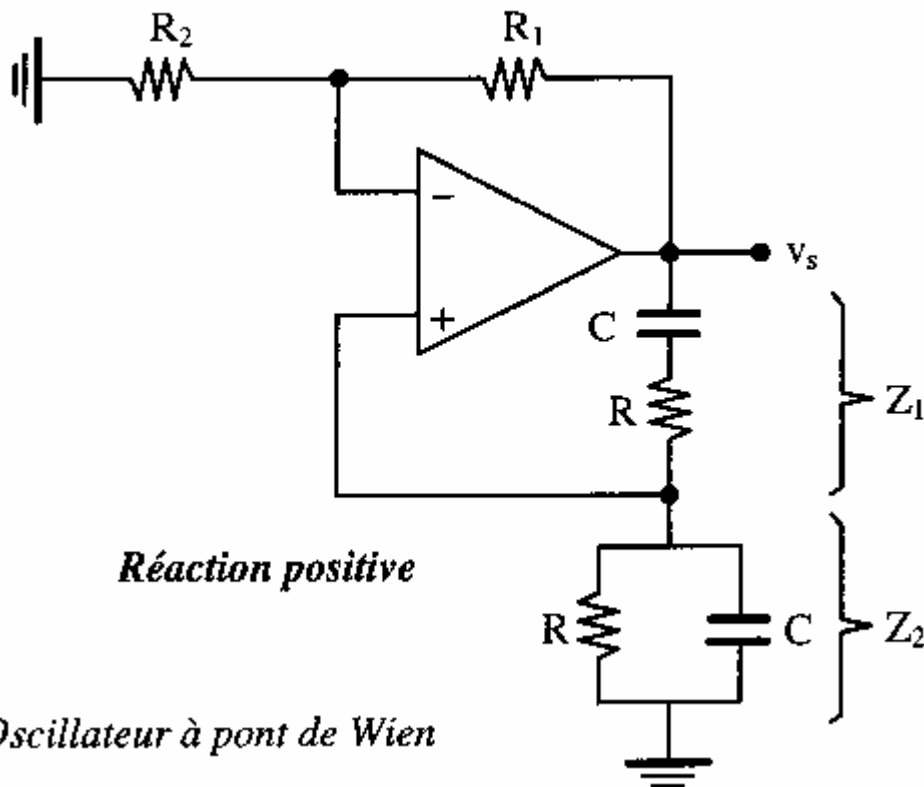 R₂
R₁
−
+
vₛ
C
R
Z₁
Réaction positive
R
C
Z₂
Oscillateur à pont de Wien